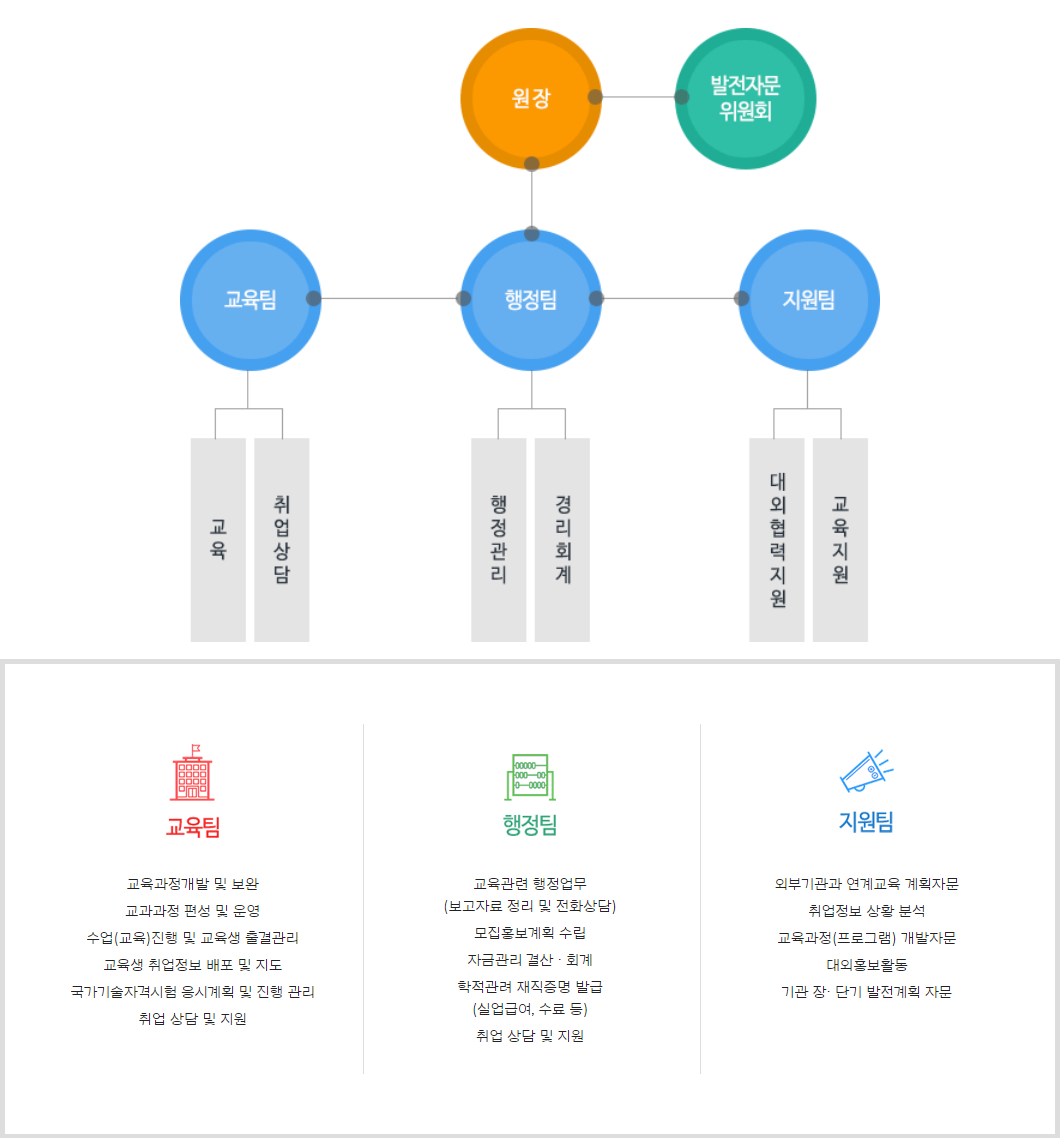 원장
발전자문
위원회
교육팀
행정팀
지원팀
교육
취업상담
행정관리
경리회계
대외협력지원
교육지원
교육팀
교육과정개발 및 보완
교과과정 편성 및 운영
수업(교육)진행 및 교육생 출결관리
교육생 취업정보 배포 및 지도
국가기술자격시험 응시계획 및 진행 관리
취업 상담 및 지원
행정팀
교육관련 행정업무
(보고자료 정리 및 전화상담)
모집홍보계획 수립
자금관리 결산 · 회계
학적관려 재직증명 발급
(실업급여, 수료 등)
취업 상담 및 지원
지원팀
외부기관과 연계교육 계획자문
취업정보 상황 분석
교육과정(프로그램) 개발자문
대외홍보활동
기관 장· 단기 발전계획 자문